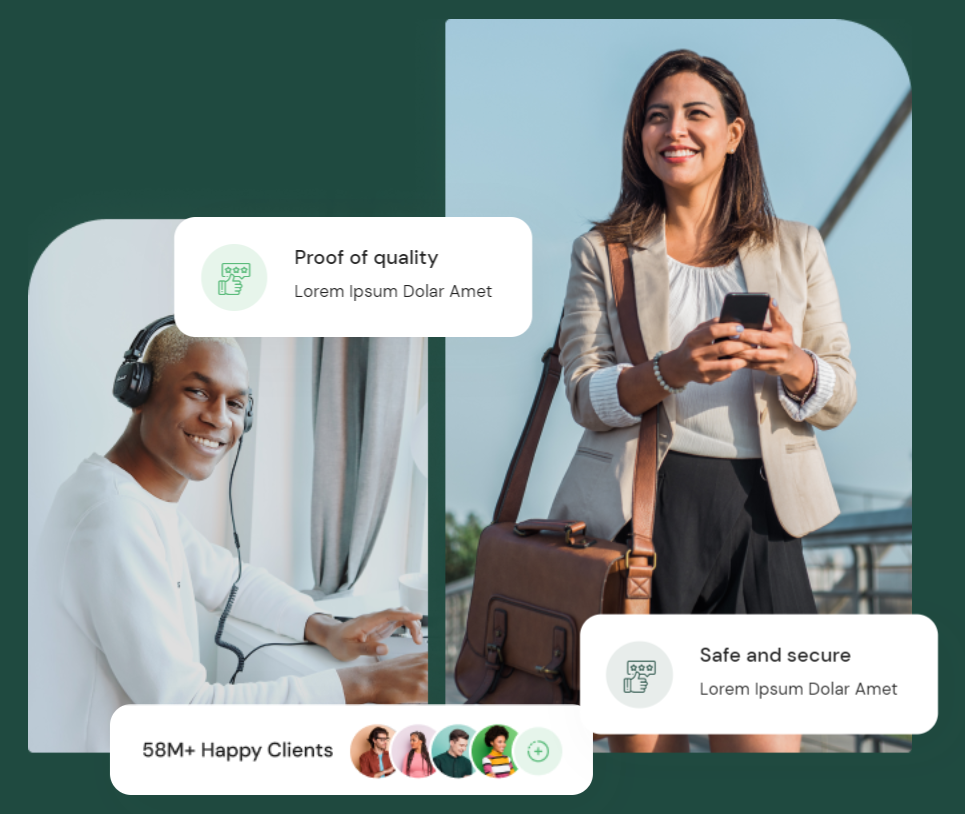 Proof of quality
Lorem Ipsum Dolar Amet
Safe and secure
Lorem Ipsum Dolar Amet
58M+ Happy Clients